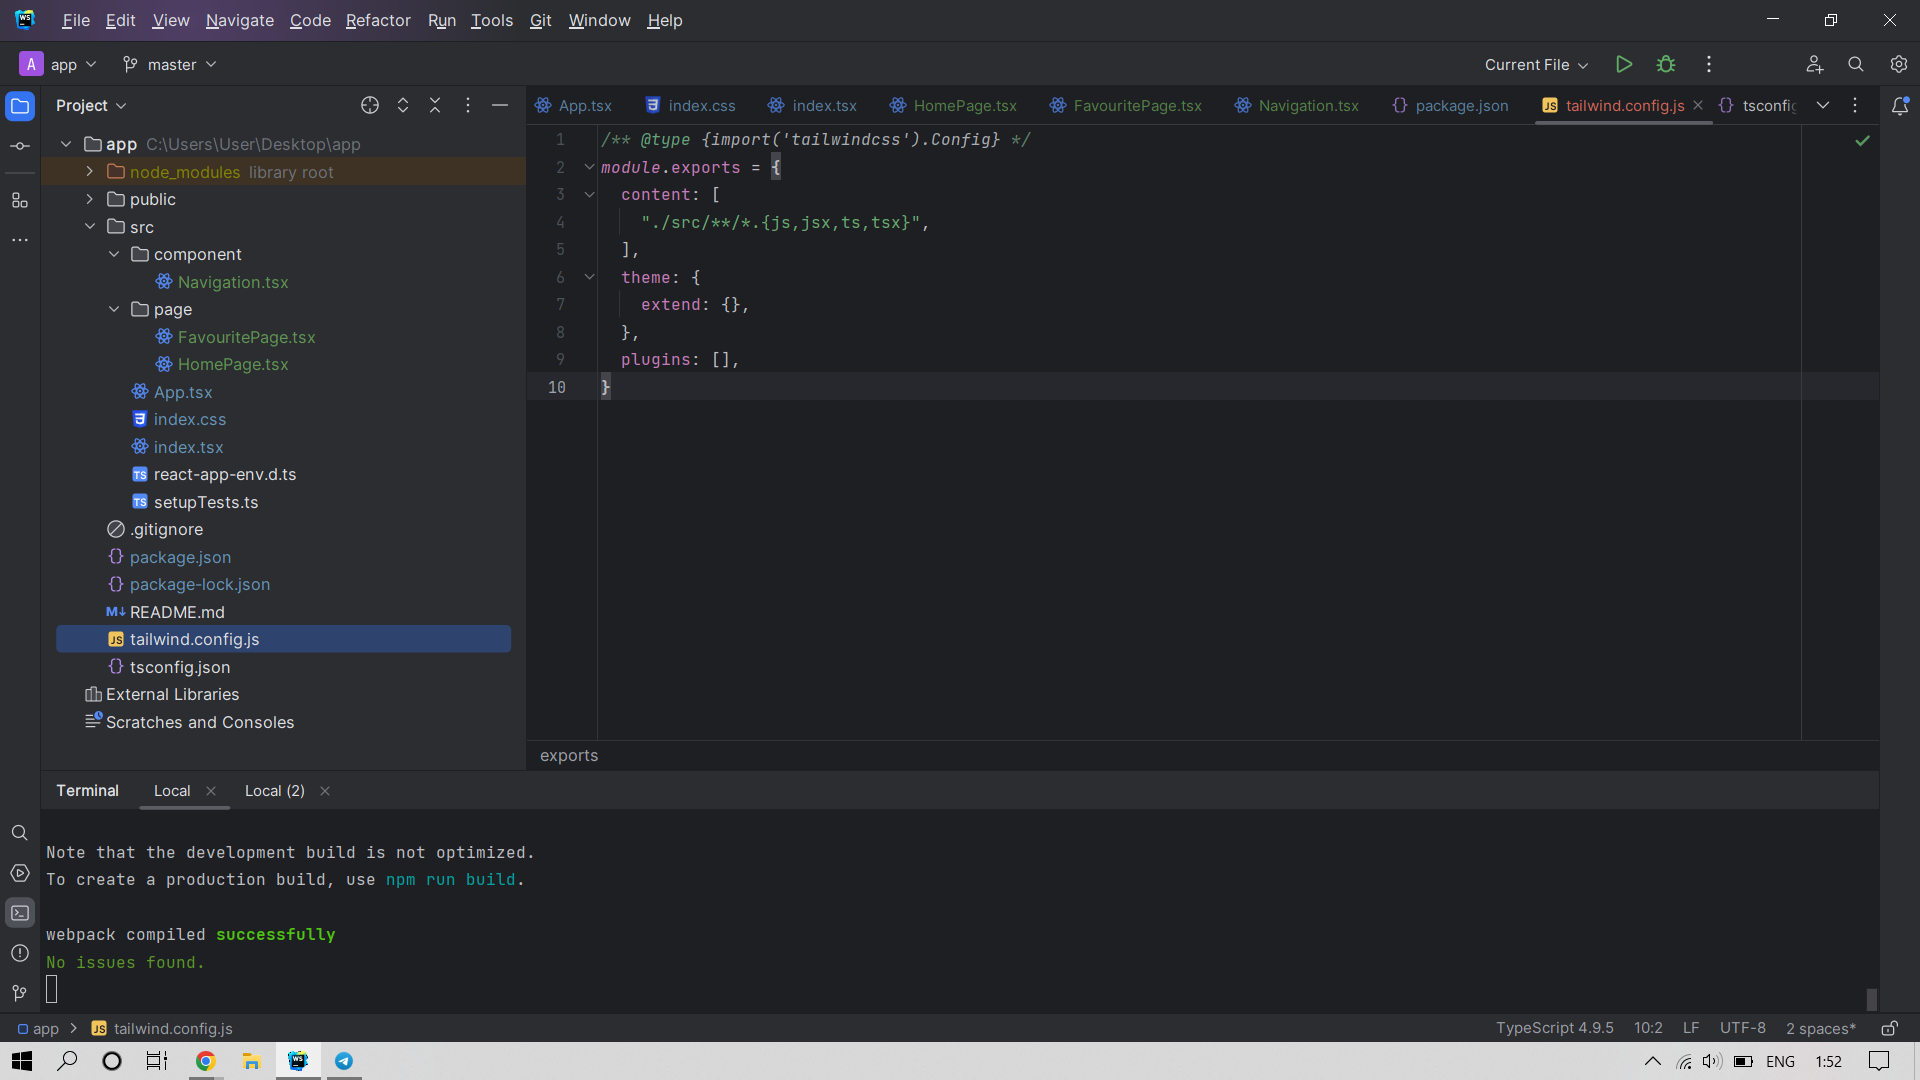 File Edit View Navigate Code Refactor Run Tools Git Window Help
A app master Current File
Project
App.tsx index.css index.tsx HomePage.tsx FavouritePage.tsx Navigation.tsx package.json tailwind.config.js tsconfig
app C:\Users\User\Desktop\app
node_modules library root
public
src
component
Navigation.tsx
page
FavouritePage.tsx
HomePage.tsx
App.tsx
index.css
index.tsx
react-app-env.d.ts
setupTests.ts
.gitignore
package.json
package-lock.json
README.md
tailwind.config.js
tsconfig.json
External Libraries
Scratches and Consoles
1 /** @type {import('tailwindcss').Config} */
2 module.exports = {
3 content: [
4 "./src/**/*.{js,jsx,ts,tsx}",
5 ],
6 theme: {
7 extend: {},
8 },
9 plugins: [],
10 }
exports
Terminal Local Local (2)
Note that the development build is not optimized.
To create a production build, use npm run build.
webpack compiled successfully
No issues found.
app tailwind.config.js TypeScript 4.9.5 10:2 LF UTF-8 2 spaces*
ENG 1:52